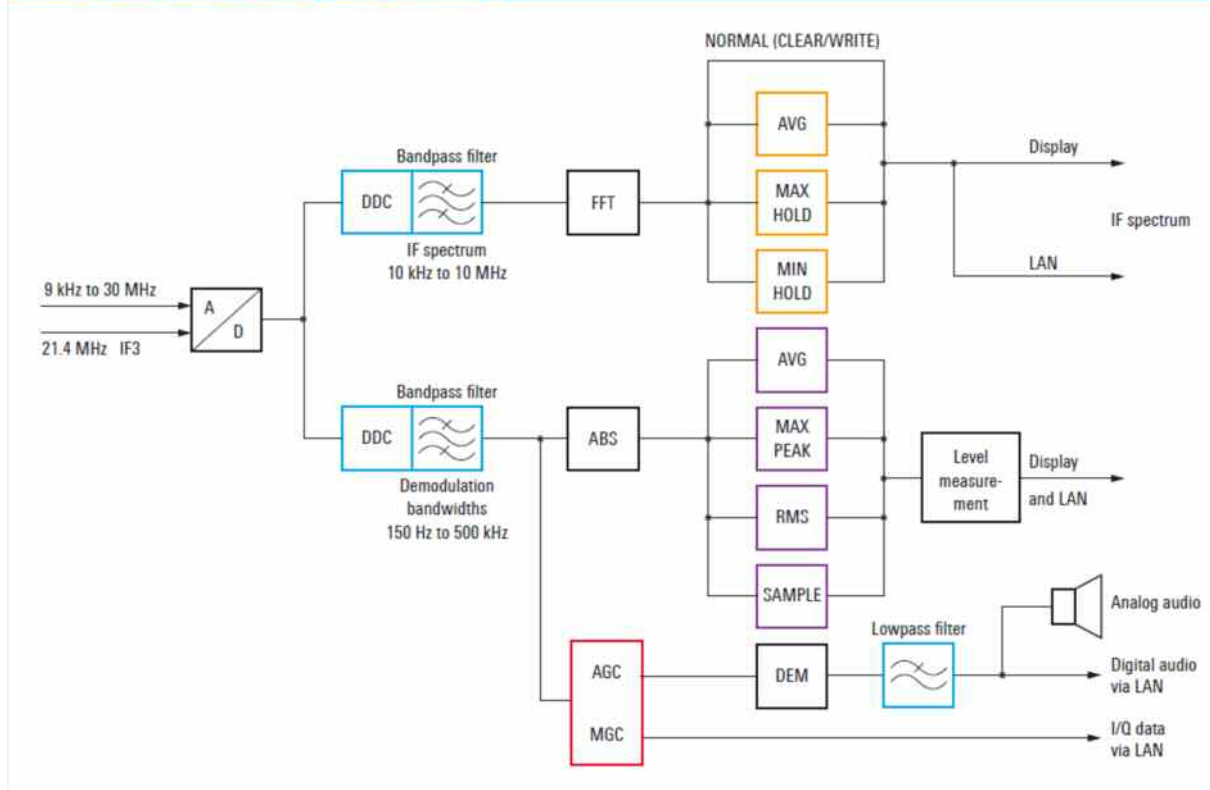 NORMAL (CLEAR/WRITE)
AVG
Display
Bandpass filter
DDC
FFT
MAX
HOLD
IF spectrum
IF spectrum
10 kHz to 10 MHz
MIN
HOLD
LAN
9 kHz to 30 MHz
A
D
21.4 MHz IF3
AVG
Bandpass filter
DDC
ABS
MAX
PEAK
Level
measure-
ment
Display
and LAN
Demodulation
bandwidths
150 Hz to 500 kHz
RMS
SAMPLE
Analog audio
Lowpass filter
AGC
DEM
Digital audio
via LAN
MGC
I/Q data
via LAN